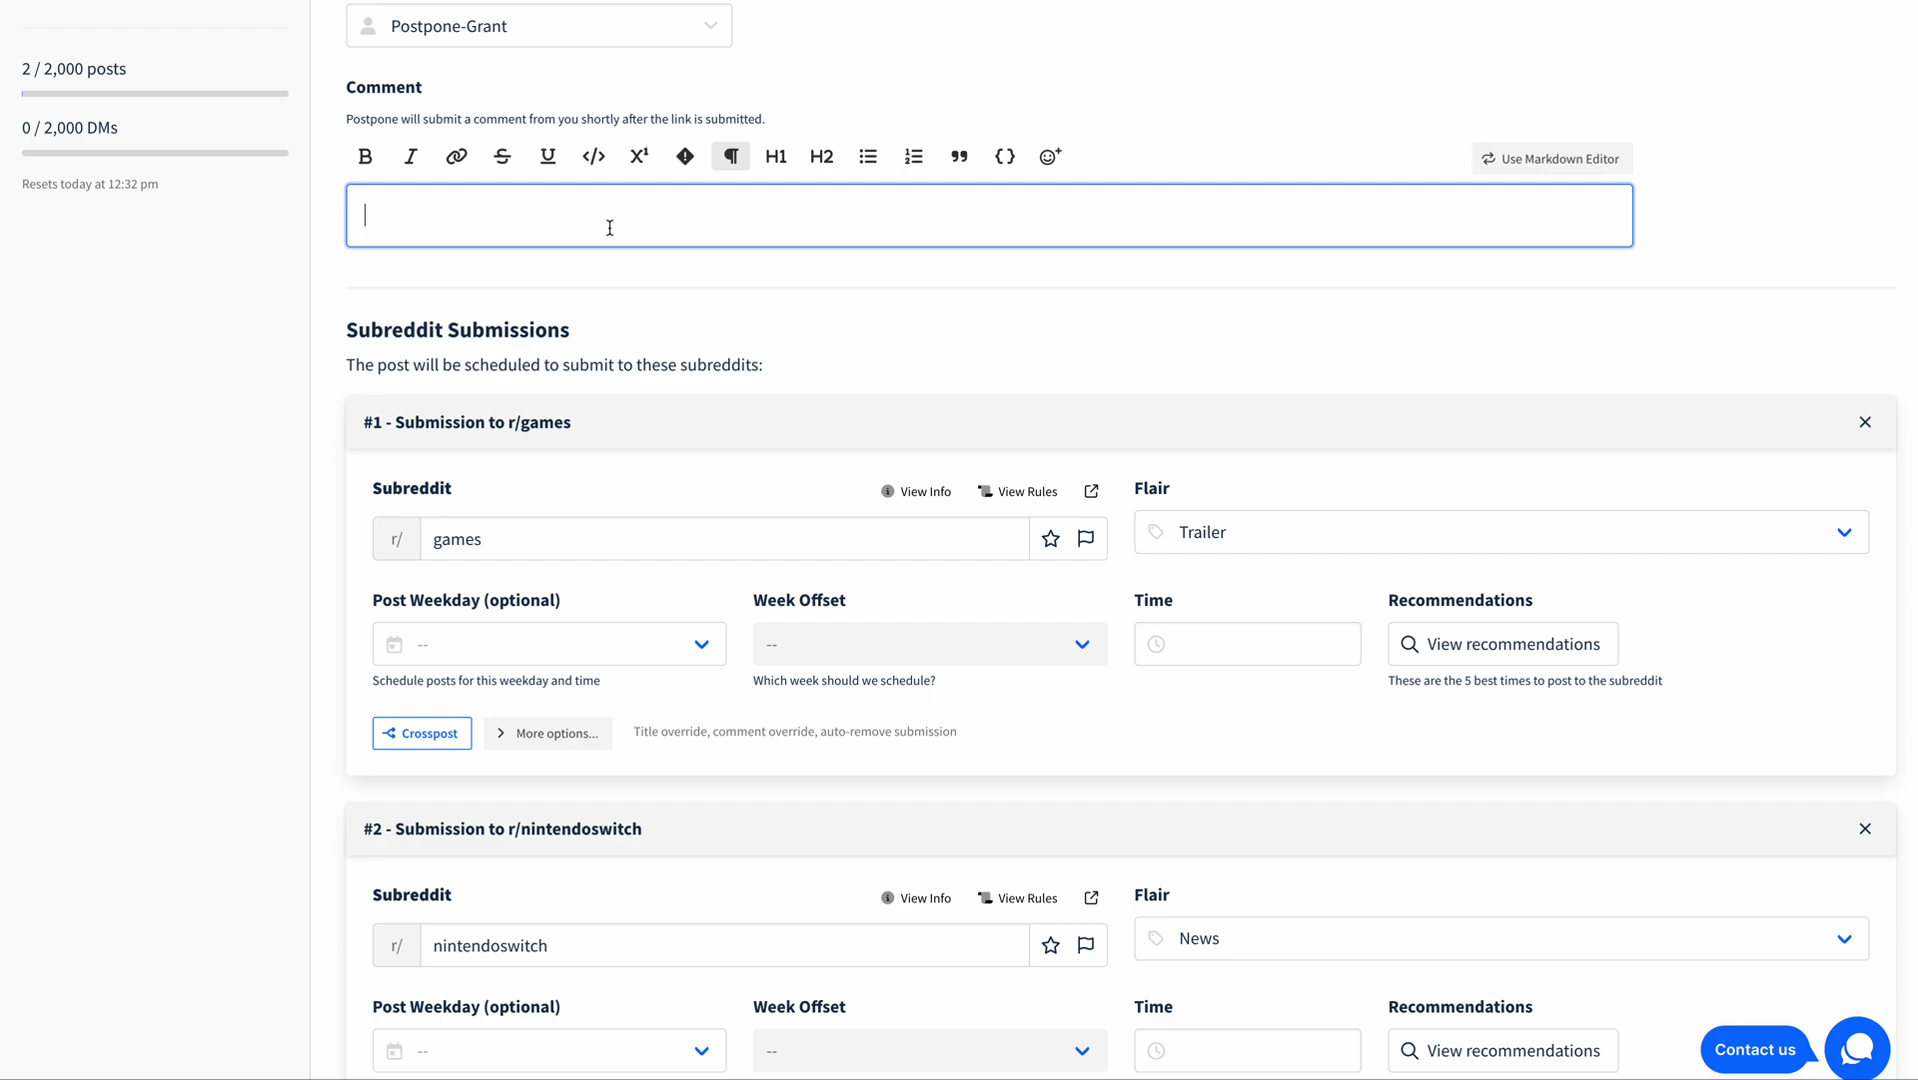 Postpone-Grant
2 / 2,000 posts
0 / 2,000 DMs
Resets today at 12:32 pm
Comment
Postpone will submit a comment from you shortly after the link is submitted.
B I S U </> X¹ ¶ H1 H2 {} Use Markdown Editor
Subreddit Submissions
The post will be scheduled to submit to these subreddits:
#1 - Submission to r/games
Subreddit View Info View Rules Flair
r/ games Trailer
Post Weekday (optional) Week Offset Time Recommendations
-- -- View recommendations
Schedule posts for this weekday and time Which week should we schedule? These are the 5 best times to post to the subreddit
Crosspost More options... Title override, comment override, auto-remove submission
#2 - Submission to r/nintendoswitch
Subreddit View Info View Rules Flair
r/ nintendoswitch News
Post Weekday (optional) Week Offset Time Recommendations
-- -- View recommendations
Contact us